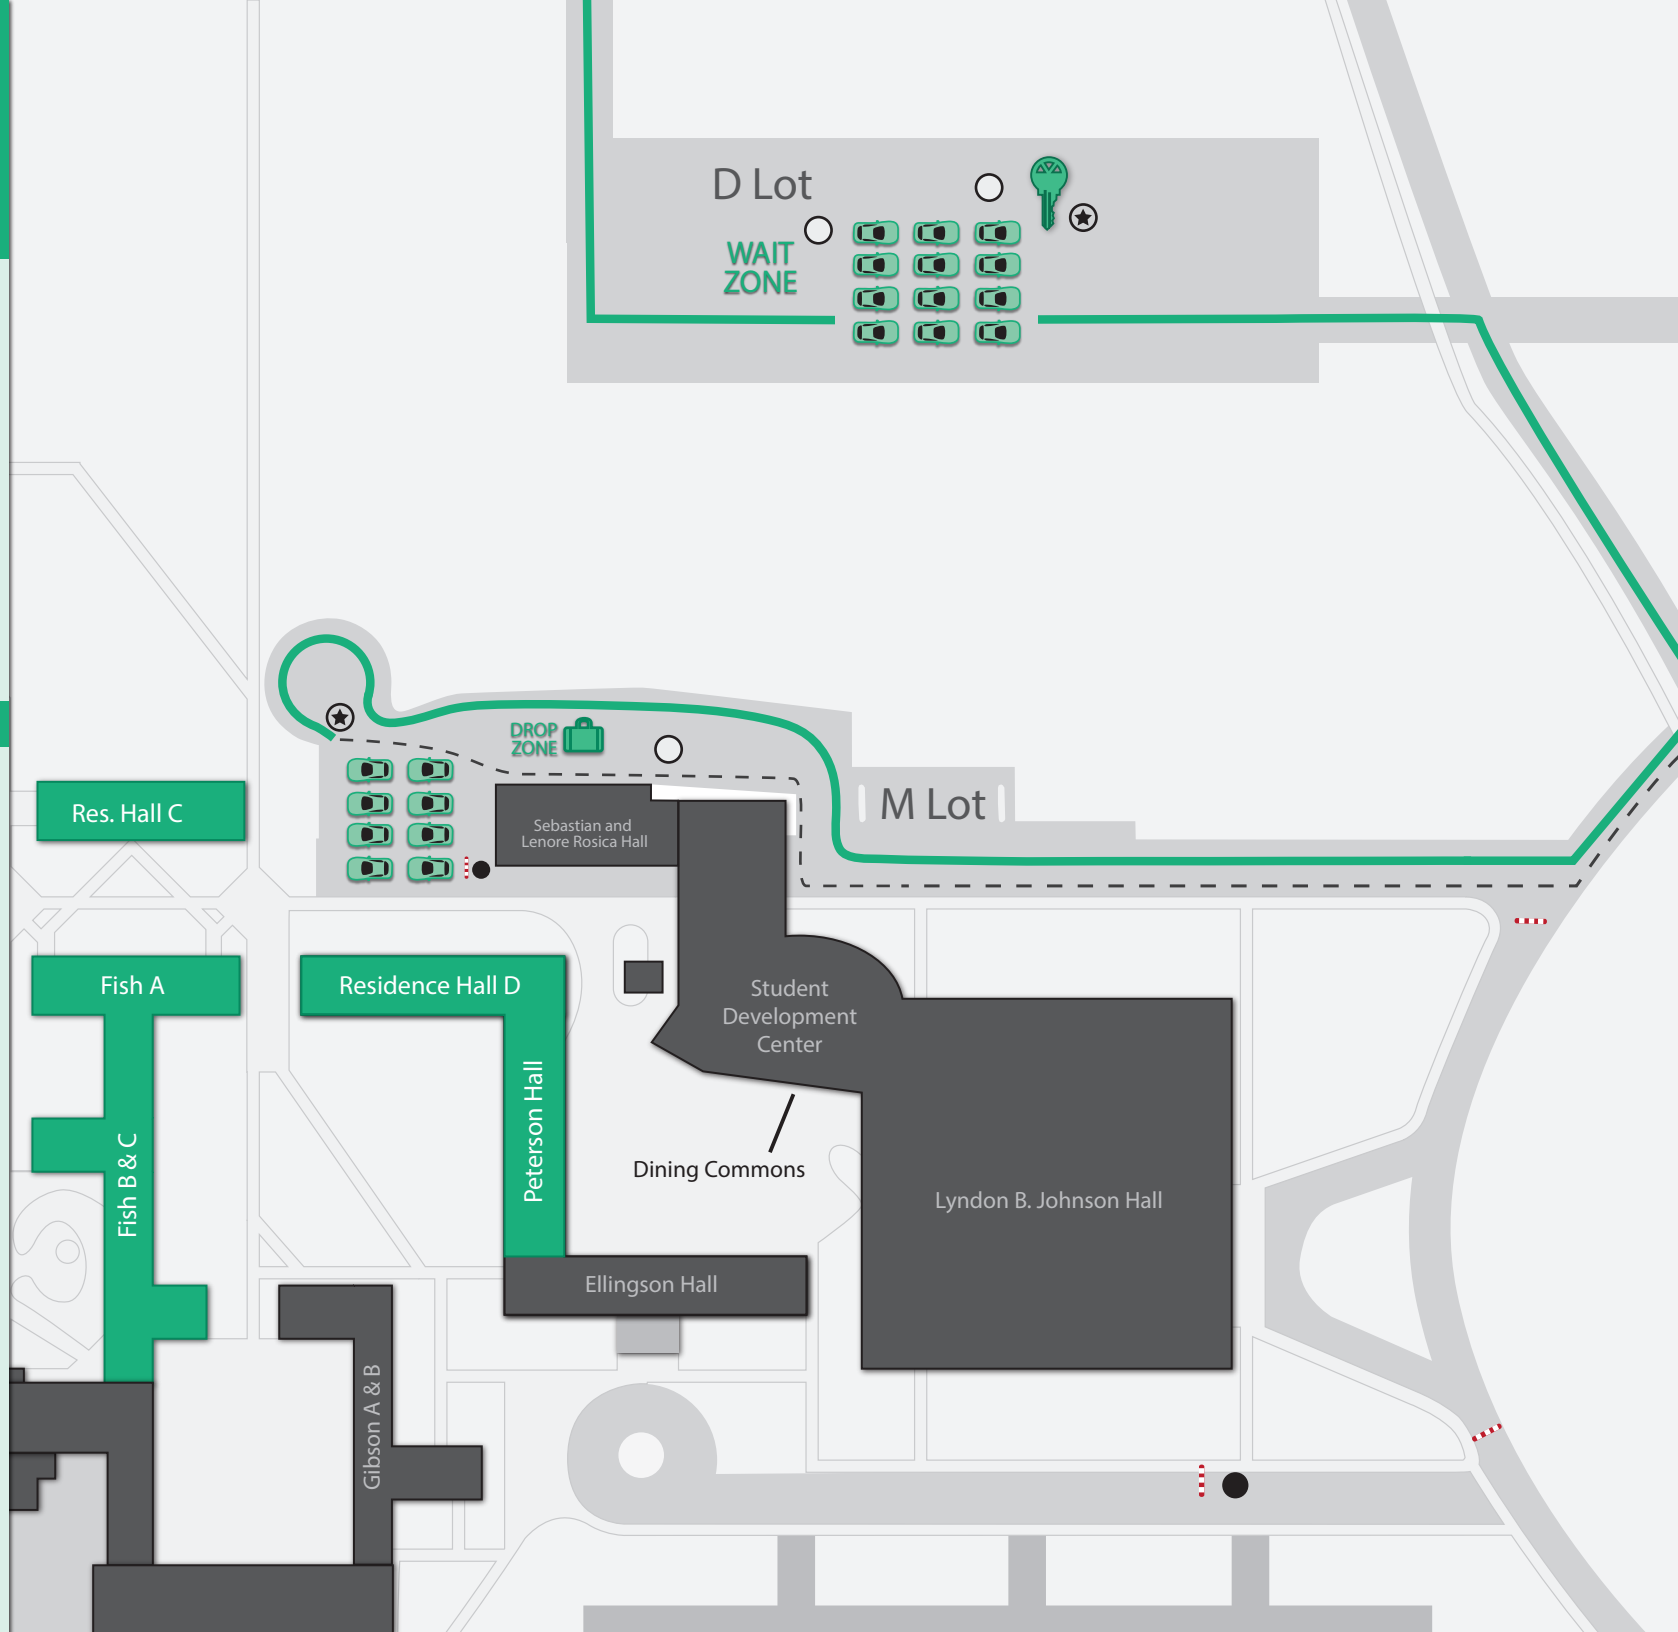 D Lot
WAIT
ZONE
DROP
ZONE
M Lot
Res. Hall C
Sebastian and
Lenore Rosica Hall
Fish A
Residence Hall D
Student
Development
Center
Peterson Hall
Fish B & C
Dining Commons
Lyndon B. Johnson Hall
Ellingson Hall
Gibson A & B